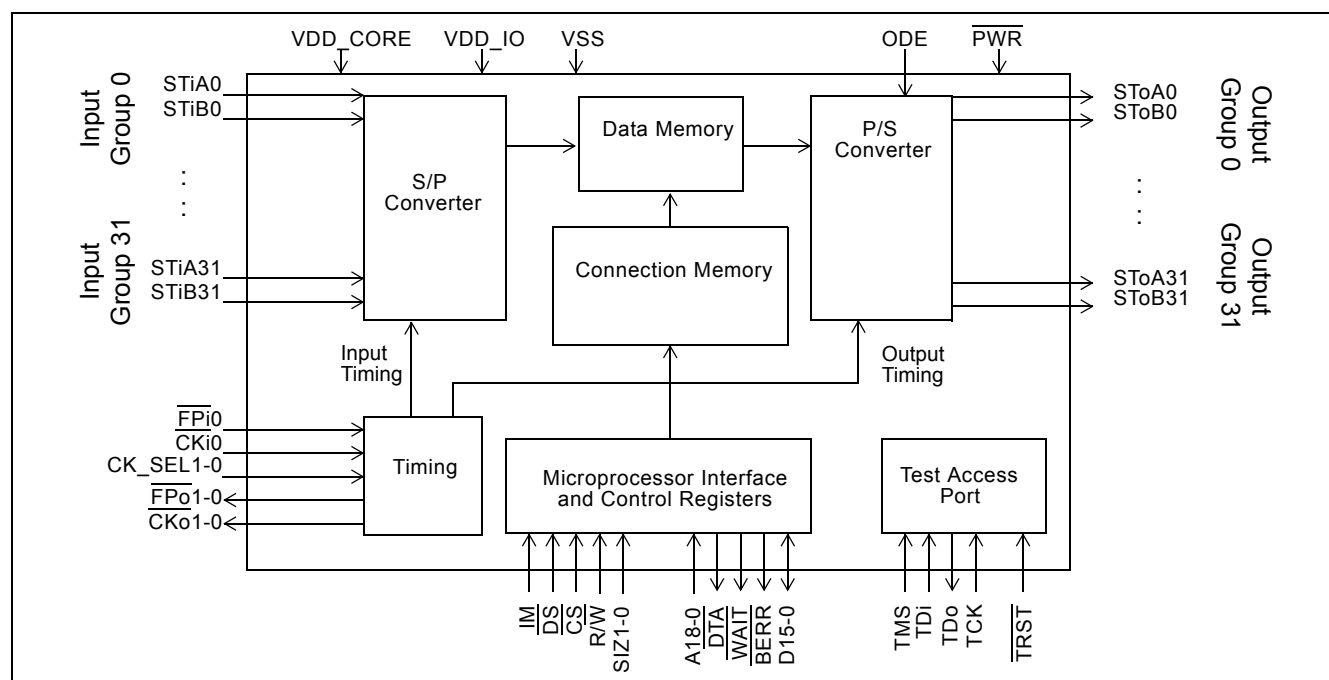 VDD_CORE
VDD_IO
VSS
ODE
PWR
Input
Group 0
STiA0
STiB0
. .
Input
Group 31
STiA31
STiB31
S/P
Converter
Data Memory
Connection Memory
P/S
Converter
SToA0
SToB0
Output
Group 0
. .
SToA31
SToB31
Output
Group 31
Input
Timing
Output
Timing
FPi0
CKi0
CK_SEL1-0
FPo1-0
CKo1-0
Timing
Microprocessor Interface
and Control Registers
Test Access
Port
IM
DS
CS
R/W
SIZ1-0
A18-0
DTA
WAIT
BERR
D15-0
TMS
TDi
TDo
TCK
TRST